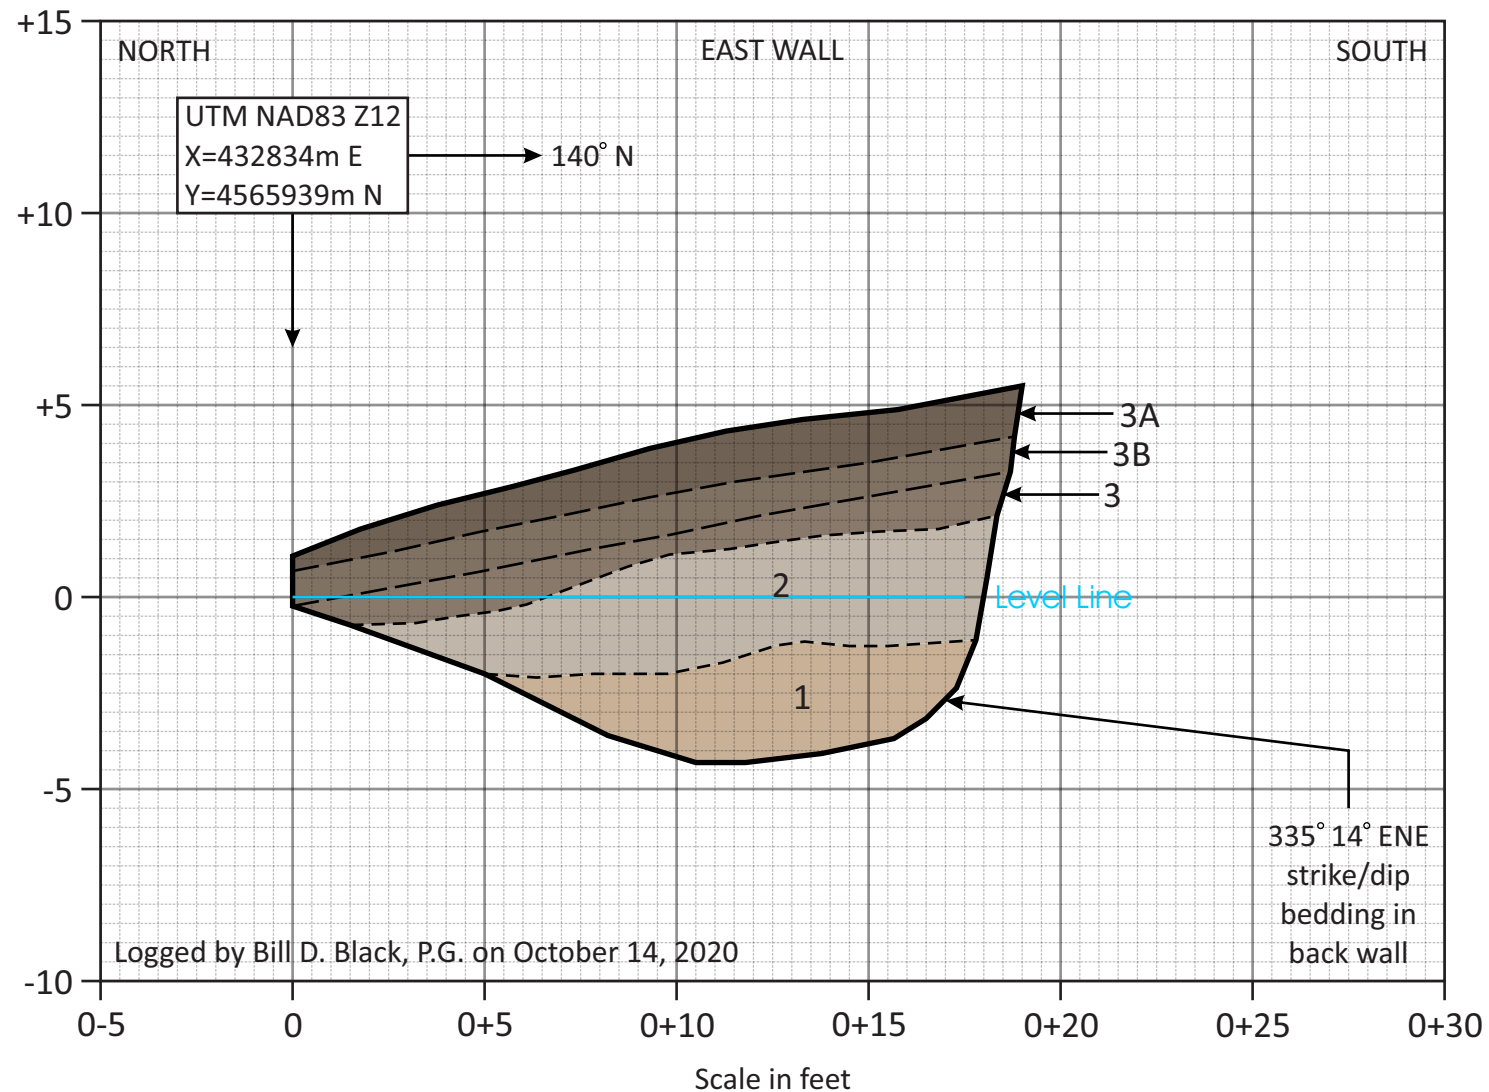 +15
NORTH
EAST WALL
SOUTH
UTM NAD83 Z12
X=432834m E
Y=4565939m N
140° N
+10
+5
3A
3B
3
2
0
Level Line
1
-5
335° 14° ENE
strike/dip
bedding in
back wall
Logged by Bill D. Black, P.G. on October 14, 2020
-10
0-5
0
0+5
0+10
0+15
0+20
0+25
0+30
Scale in feet